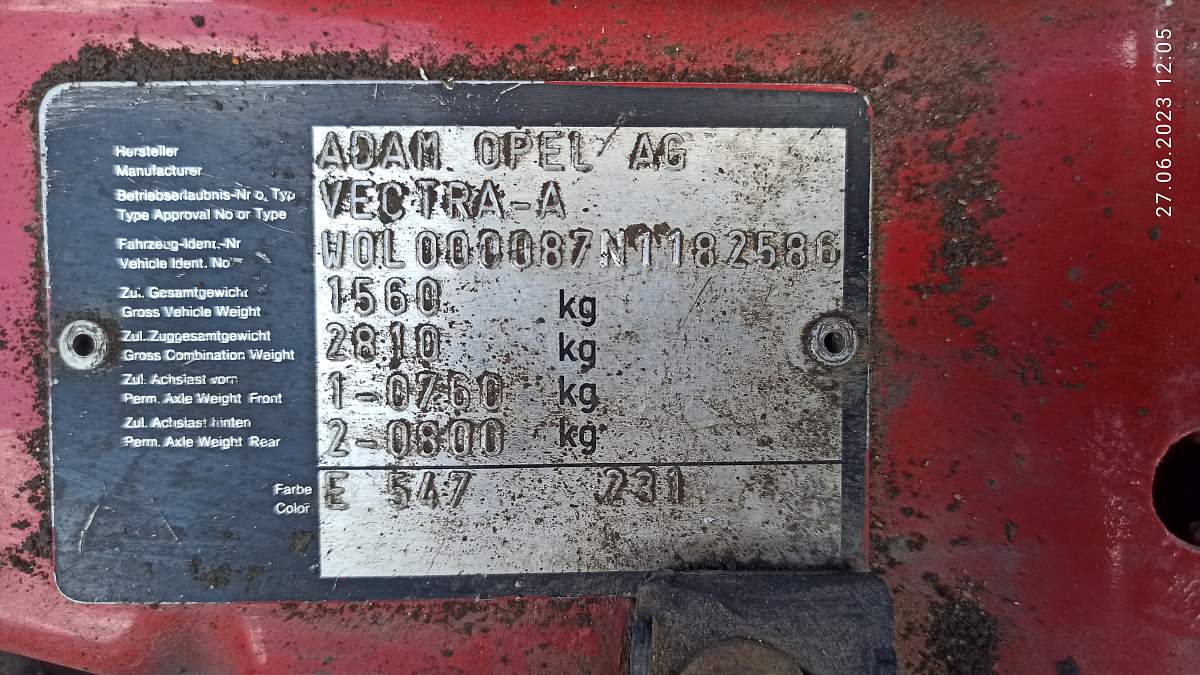 Hersteller
Manufacturer
ADAM OPEL AG
Betriebserlaubnis-Nr o. Typ
Type Approval No or Type
VECTRA-A
Fahrzeug-Ident.-Nr
Vehicle Ident. No
W0L000087N1182586
Zul. Gesamtgewicht
Gross Vehicle Weight
1560 kg
Zul. Zuggesamtgewicht
Gross Combination Weight
2810 kg
Zul. Achslast vorn
Perm. Axle Weight Front
1-0760 kg
Zul. Achslast hinten
Perm. Axle Weight Rear
2-0800 kg
Farbe
Color
E 547 231
27.06.2023 12:05